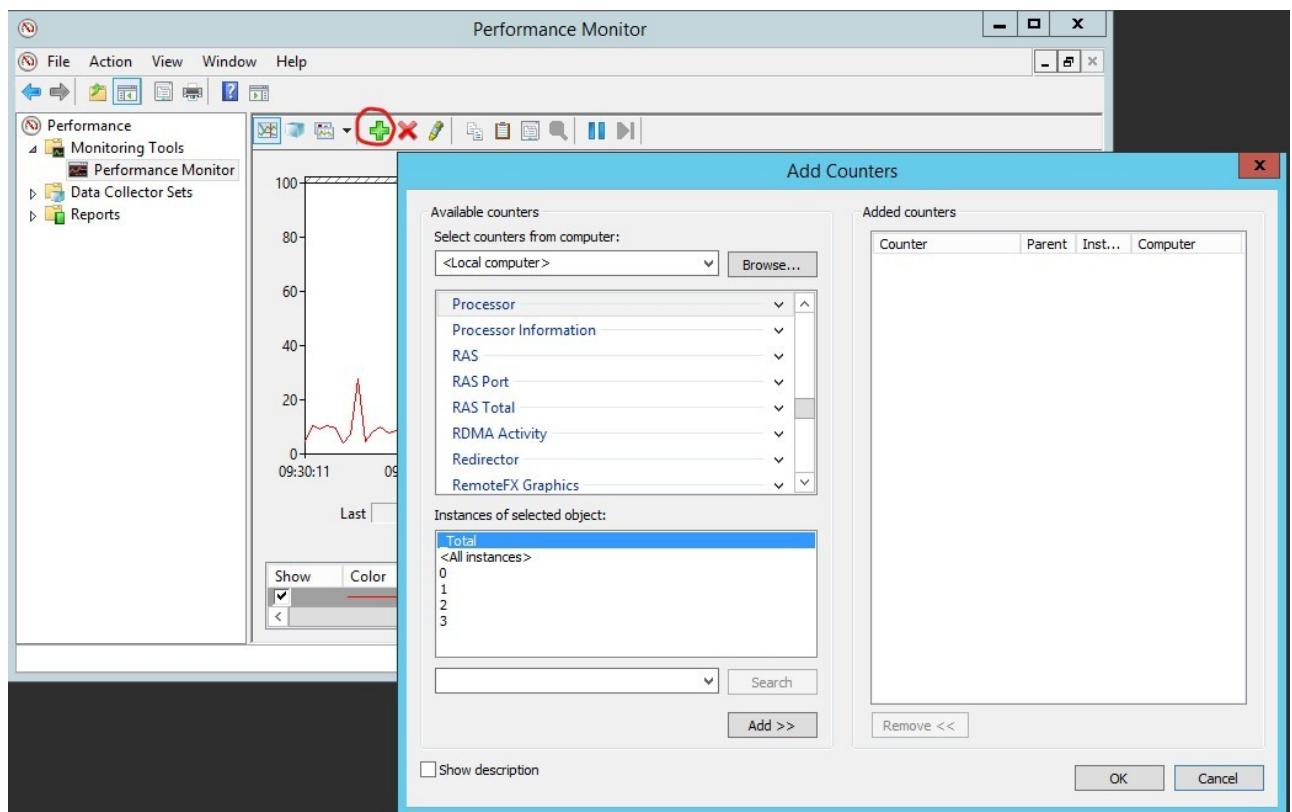 Performance Monitor
File Action View Window Help
Performance
Monitoring Tools
Performance Monitor
Data Collector Sets
Reports
100
80
60
40
20
0
09:30:11 09
Last
Show Color
Add Counters
Available counters
Select counters from computer:
<Local computer>
Browse...
Processor
Processor Information
RAS
RAS Port
RAS Total
RDMA Activity
Redirector
RemoteFX Graphics
Instances of selected object:
_Total
<All instances>
0
1
2
3
Search
Add >>
Show description
Added counters
Counter Parent Inst... Computer
Remove <<
OK Cancel